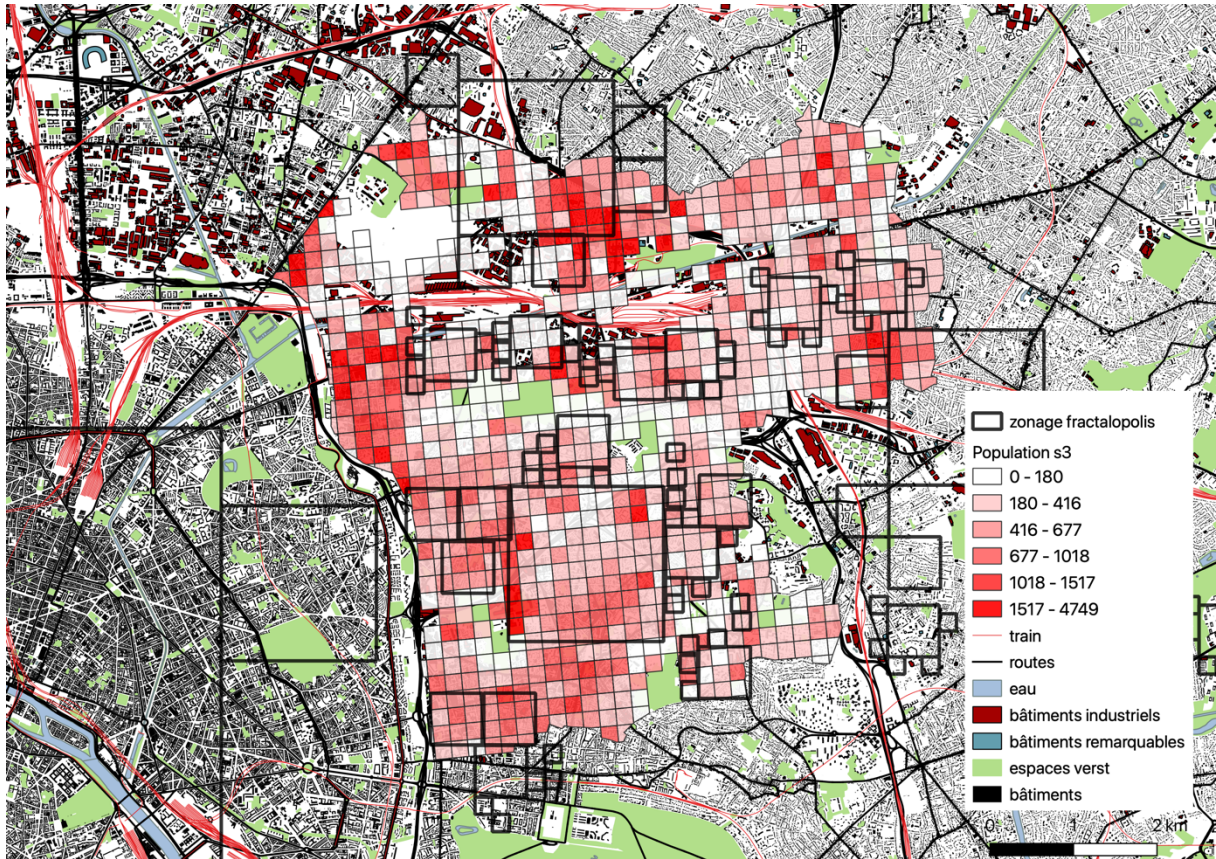 zonage fractalopolis
Population s3
0 - 180
180 - 416
416 - 677
677 - 1018
1018 - 1517
1517 - 4749
train
routes
eau
bâtiments industriels
bâtiments remarquables
espaces verst
bâtiments
0 1 2 km